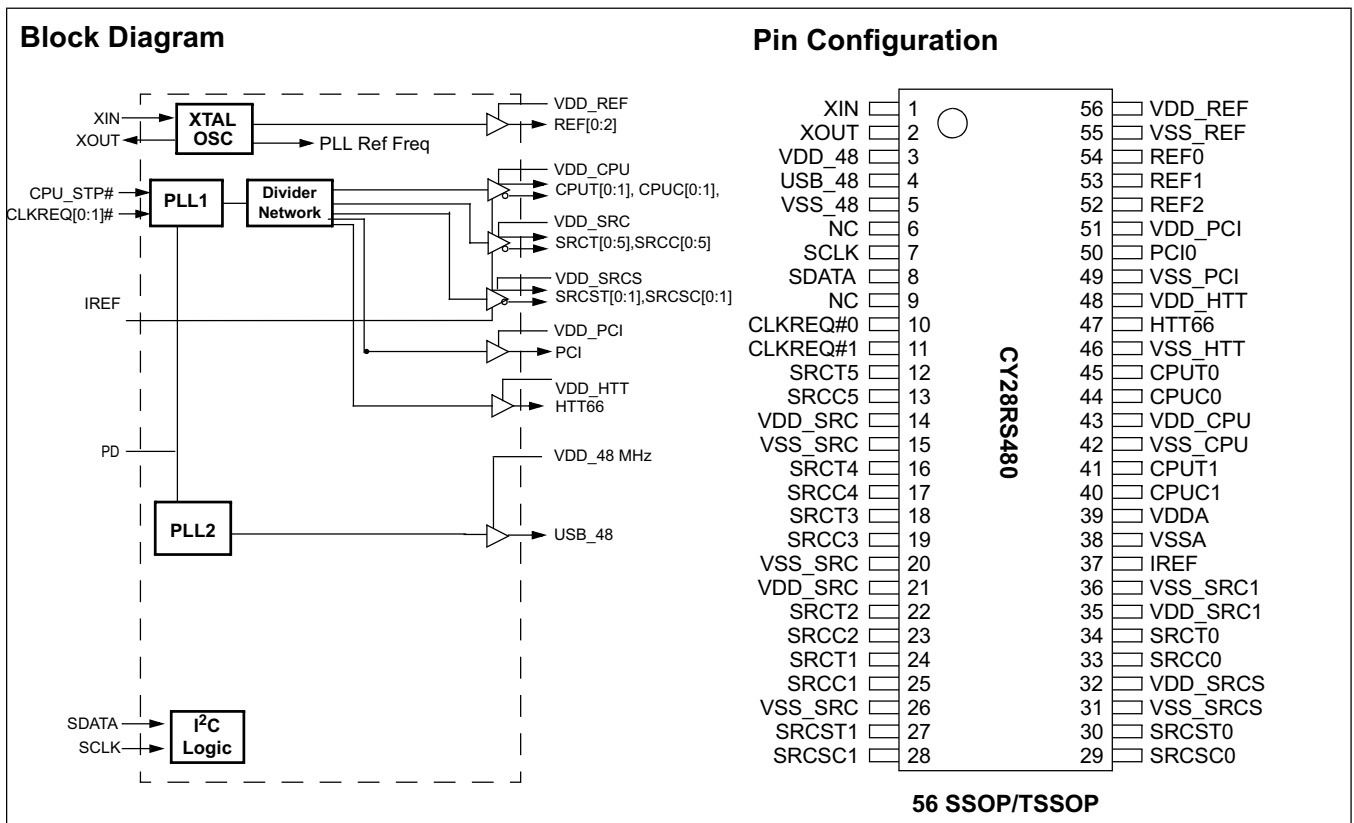 Block Diagram
XIN
XOUT
XTAL
OSC
VDD_REF
REF[0:2]
PLL Ref Freq
CPU_STP#
CLKREQ[0:1]#
PLL1
Divider
Network
VDD_CPU
CPUT[0:1], CPUC[0:1],
VDD_SRC
SRCT[0:5],SRCC[0:5]
VDD_SRCS
SRCST[0:1],SRCSC[0:1]
IREF
VDD_PCI
PCI
VDD_HTT
HTT66
PD
VDD_48 MHz
PLL2
USB_48
SDATA
SCLK
I2C
Logic
Pin Configuration
XIN 1 56 VDD_REF
XOUT 2 55 VSS_REF
VDD_48 3 54 REF0
USB_48 4 53 REF1
VSS_48 5 52 REF2
NC 6 51 VDD_PCI
SCLK 7 50 PCI0
SDATA 8 49 VSS_PCI
NC 9 48 VDD_HTT
CLKREQ#0 10 47 HTT66
CLKREQ#1 11 46 VSS_HTT
SRCT5 12 45 CPUT0
SRCC5 13 44 CPUC0
VDD_SRC 14 43 VDD_CPU
VSS_SRC 15 42 VSS_CPU
SRCT4 16 41 CPUT1
SRCC4 17 40 CPUC1
SRCT3 18 39 VDDA
SRCC3 19 38 VSSA
VSS_SRC 20 37 IREF
VDD_SRC 21 36 VSS_SRC1
SRCT2 22 35 VDD_SRC1
SRCC2 23 34 SRCT0
SRCT1 24 33 SRCC0
SRCC1 25 32 VDD_SRCS
VSS_SRC 26 31 VSS_SRCS
SRCST1 27 30 SRCST0
SRCSC1 28 29 SRCSC0
CY28RS480
56 SSOP/TSSOP